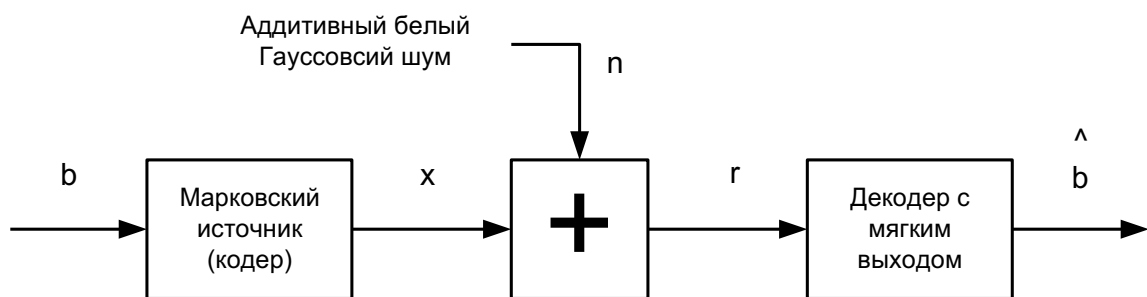 Аддитивный белый
Гауссовсий шум
n
^
b
x
r
b
Марковский
источник
(кодер)
+
Декодер с
мягким
выходом